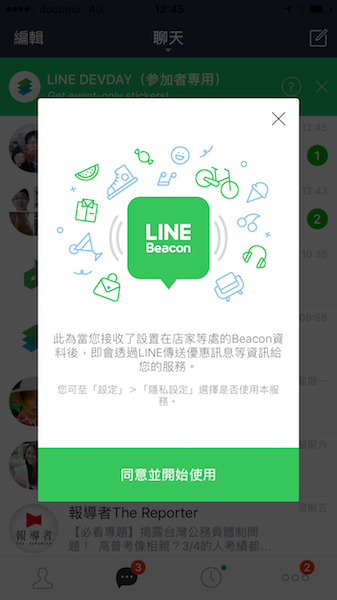 docomo 4G 12:45
編輯 聊天
LINE DEVDAY（参加者專用）
Get event-only stickers!
12:45
1
LINE
Beacon
12:43
2
10:35
09:58
此為當您接收了設置在店家等處的Beacon資
料後，即會透過LINE傳送優惠訊息等資訊給
您的服務。
您可至「設定」>「隱私設定」選擇是否使用本服
務。
星期一
星期六
同意並開始使用
報導者
報導者The Reporter
星期五
【必看專題】揭露台灣公務員體制問
題！ 高普考像相親？3/4的人考續都...
3
2